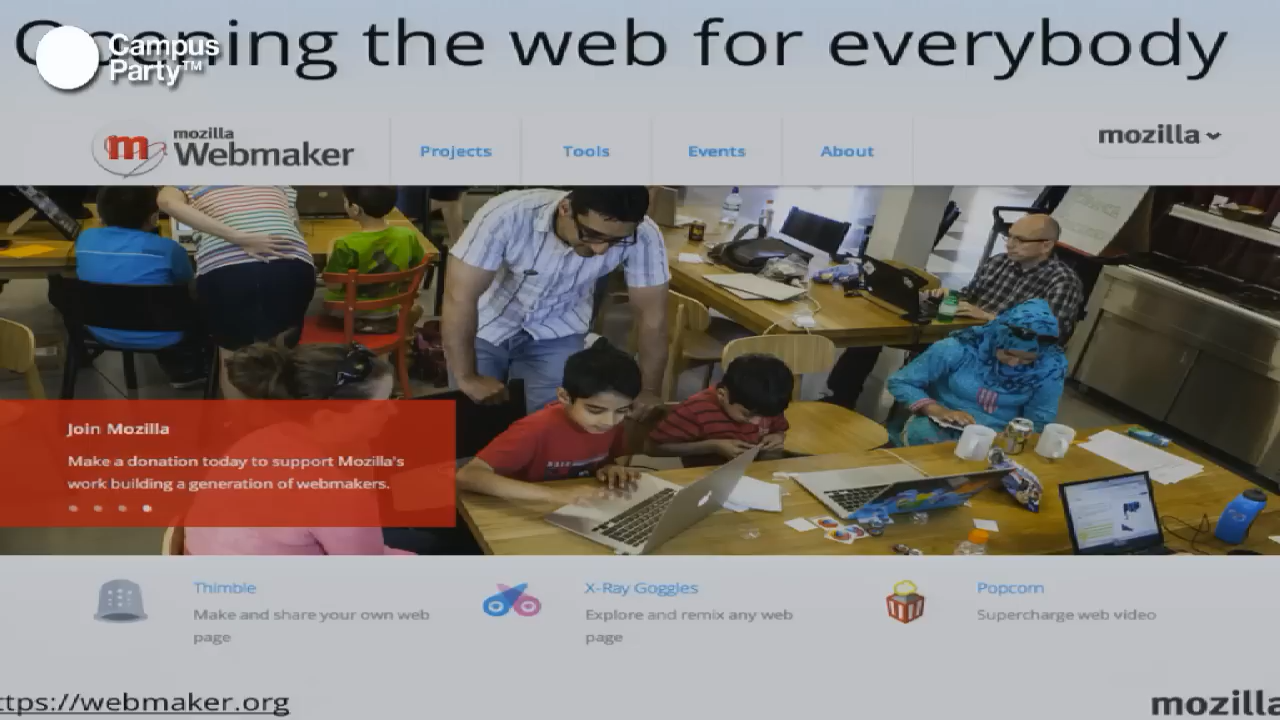 Opening the web for everybody
Campus
Party™
mozilla
Webmaker
Projects
Tools
Events
About
mozilla
Join Mozilla
Make a donation today to support Mozilla's
work building a generation of webmakers.
Thimble
Make and share your own web
page
X-Ray Goggles
Explore and remix any web
page
Popcorn
Supercharge web video
ttps://webmaker.org
mozilla